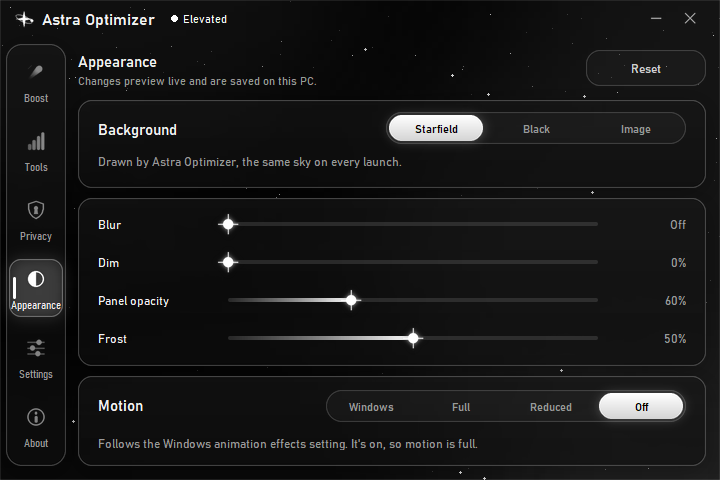 Astra Optimizer
Elevated
Boost
Tools
Privacy
Appearance
Settings
About
Appearance
Changes preview live and are saved on this PC.
Reset
Background
Starfield
Black
Image
Drawn by Astra Optimizer, the same sky on every launch.
Blur
Off
Dim
0%
Panel opacity
60%
Frost
50%
Motion
Windows
Full
Reduced
Off
Follows the Windows animation effects setting. It's on, so motion is full.